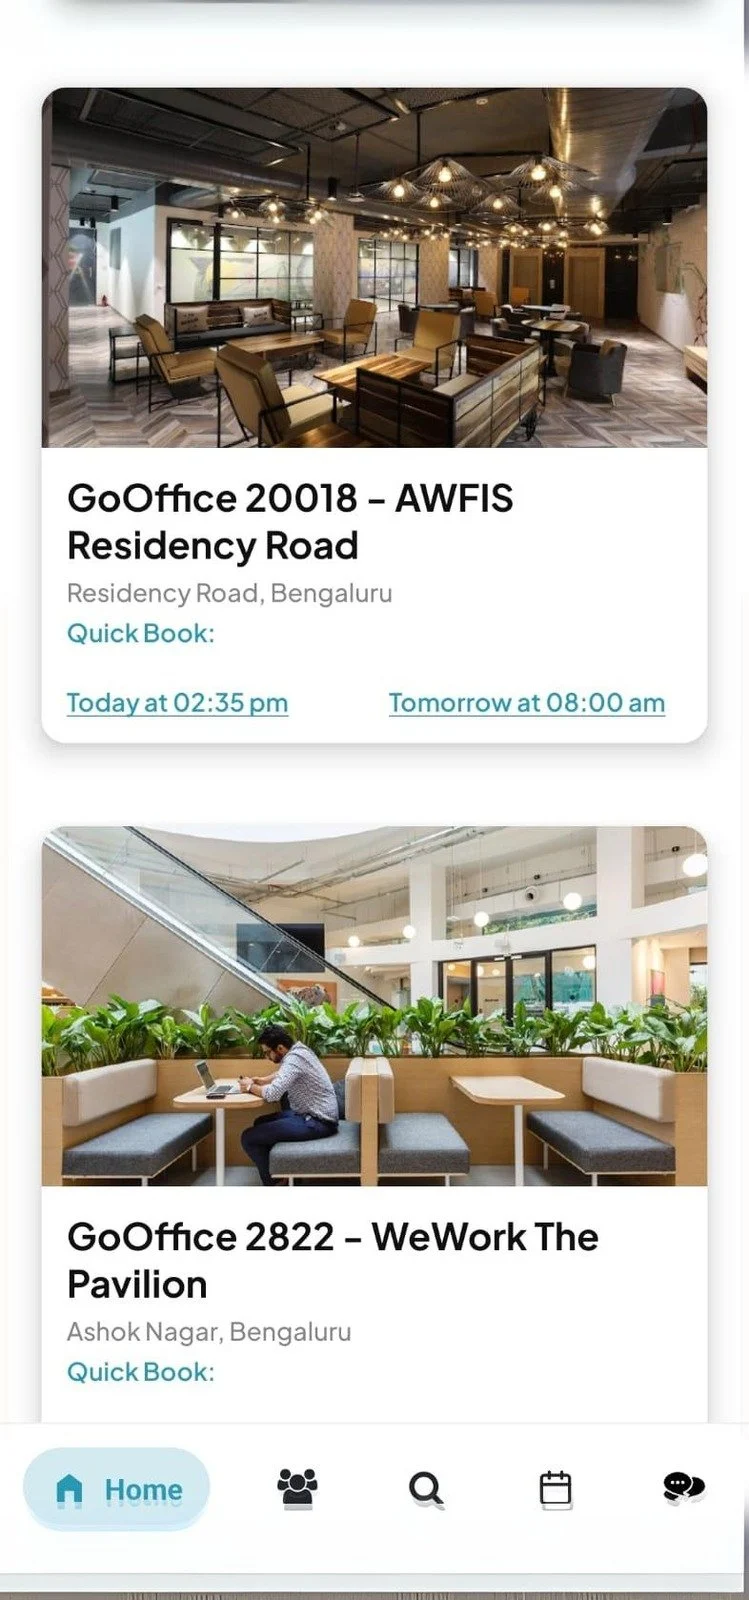 GoOffice 20018 – AWFIS
Residency Road
Residency Road, Bengaluru
Quick Book:
Today at 02:35 pm
Tomorrow at 08:00 am
GoOffice 2822 – WeWork The
Pavilion
Ashok Nagar, Bengaluru
Quick Book:
Home